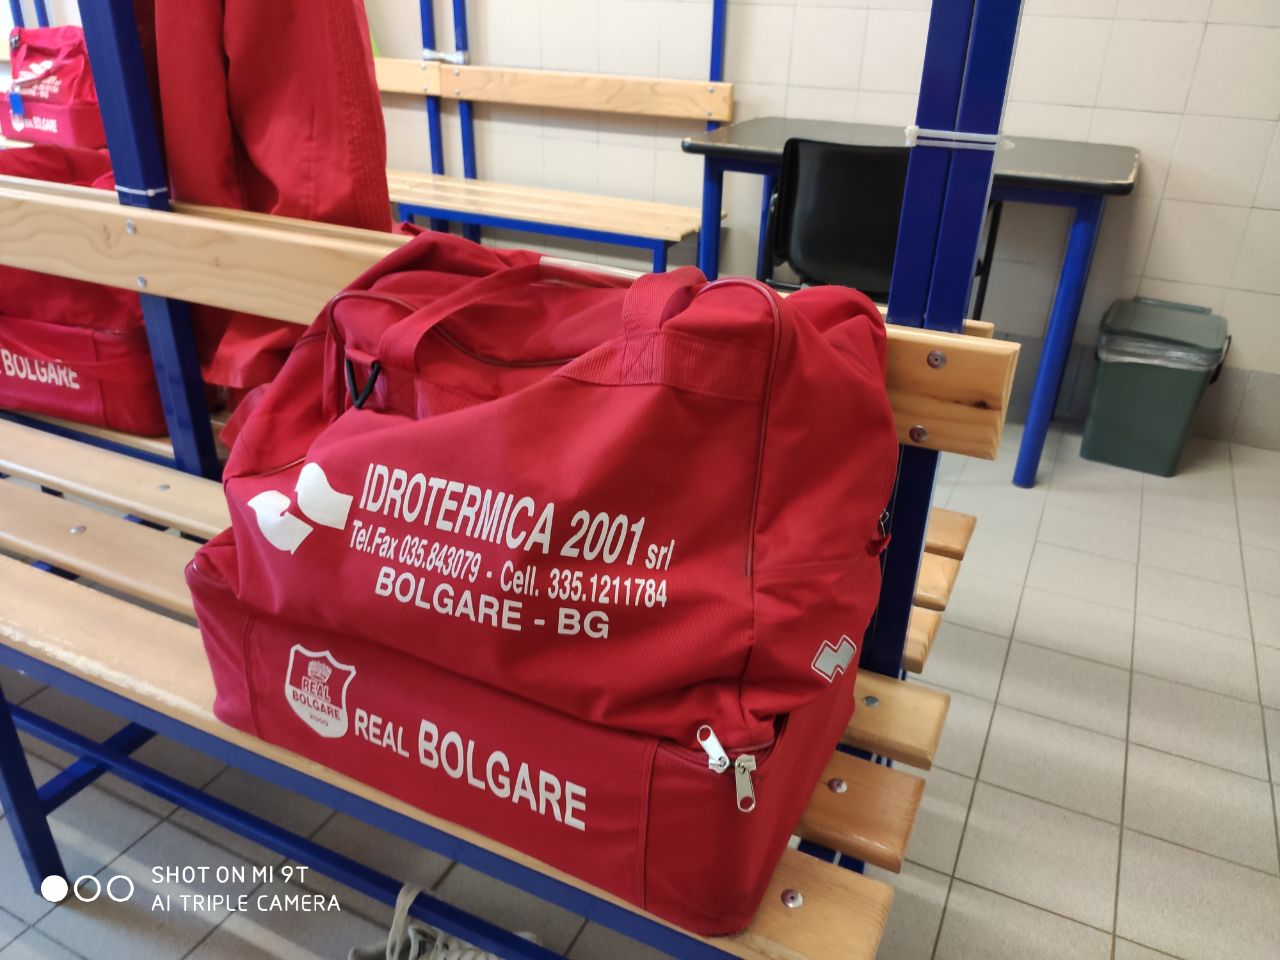 IDROTERMICA 2001 srl
Tel.Fax 035.843079 - Cell. 335.1211784
BOLGARE - BG
REAL
BOLGARE
2009
REAL BOLGARE
BOLGARE
BOLGARE
SHOT ON MI 9T
AI TRIPLE CAMERA